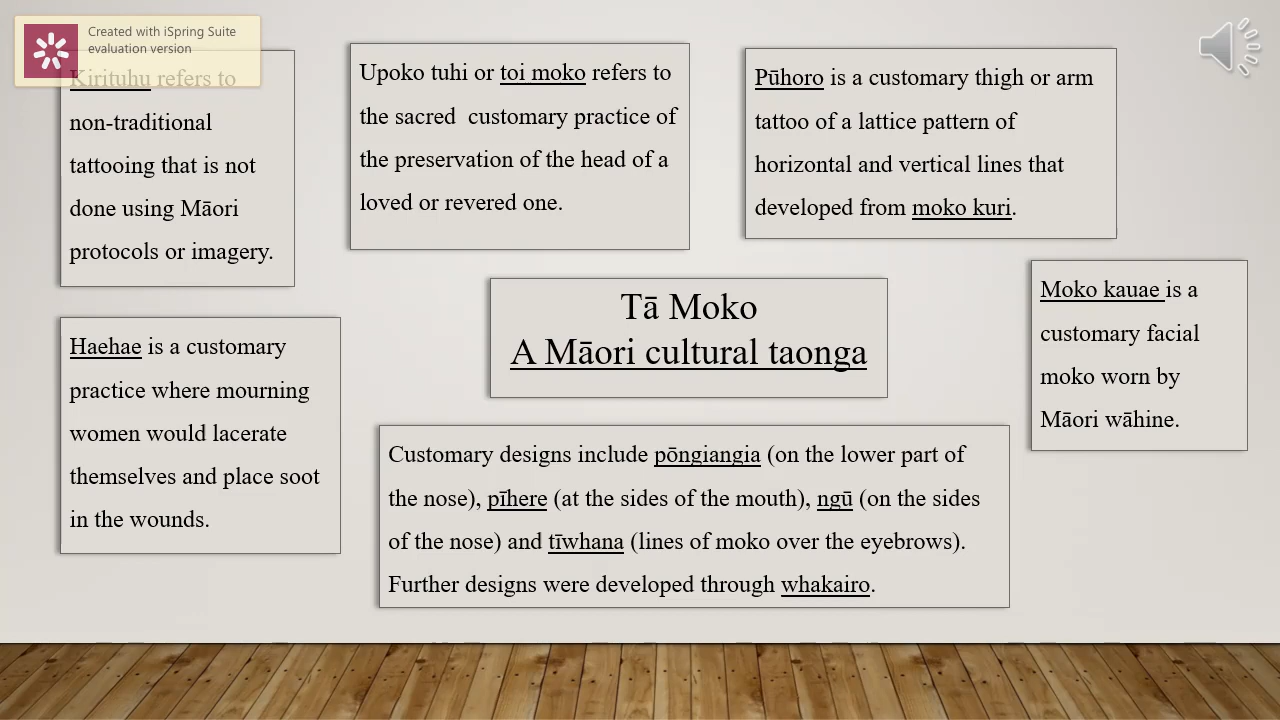 Created with iSpring Suite
evaluation version
Kirituhu refers to
non-traditional
tattooing that is not
done using Māori
protocols or imagery.
Upoko tuhi or toi moko refers to
the sacred  customary practice of
the preservation of the head of a
loved or revered one.
Pūhoro is a customary thigh or arm
tattoo of a lattice pattern of
horizontal and vertical lines that
developed from moko kuri.
Tā Moko
A Māori cultural taonga
Moko kauae is a
customary facial
moko worn by
Māori wāhine.
Haehae is a customary
practice where mourning
women would lacerate
themselves and place soot
in the wounds.
Customary designs include pōngiangia (on the lower part of
the nose), pīhere (at the sides of the mouth), ngū (on the sides
of the nose) and tīwhana (lines of moko over the eyebrows).
Further designs were developed through whakairo.